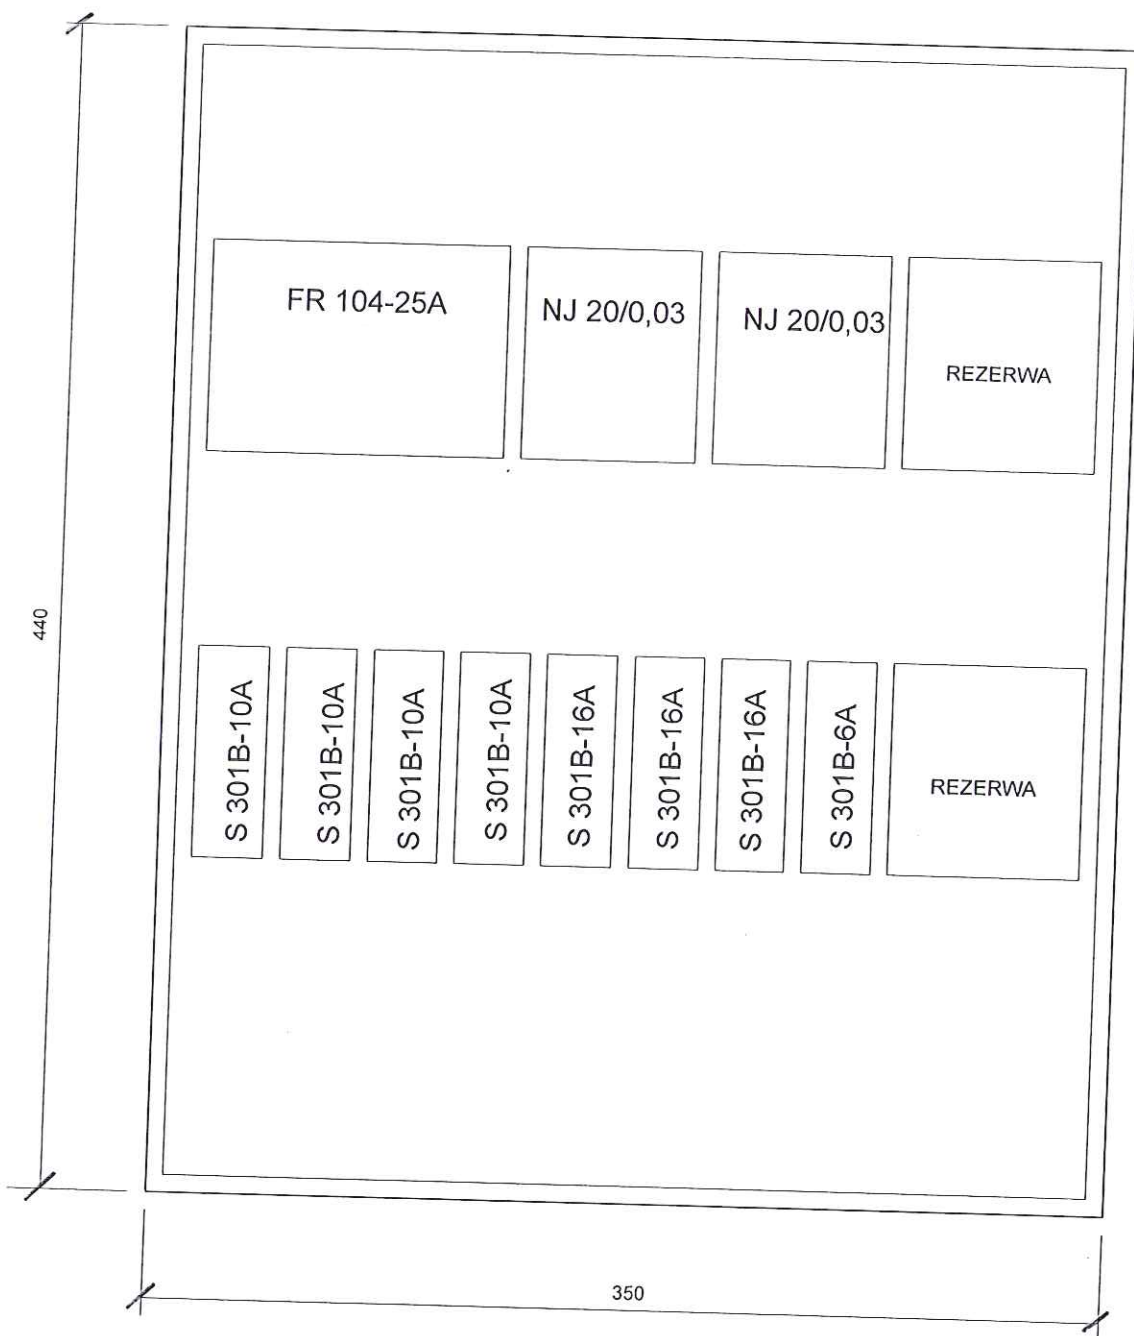 FR 104-25A
NJ 20/0,03
NJ 20/0,03
REZERWA
440
S 301B-10A
S 301B-10A
S 301B-10A
S 301B-10A
S 301B-16A
S 301B-16A
S 301B-16A
S 301B-6A
REZERWA
350